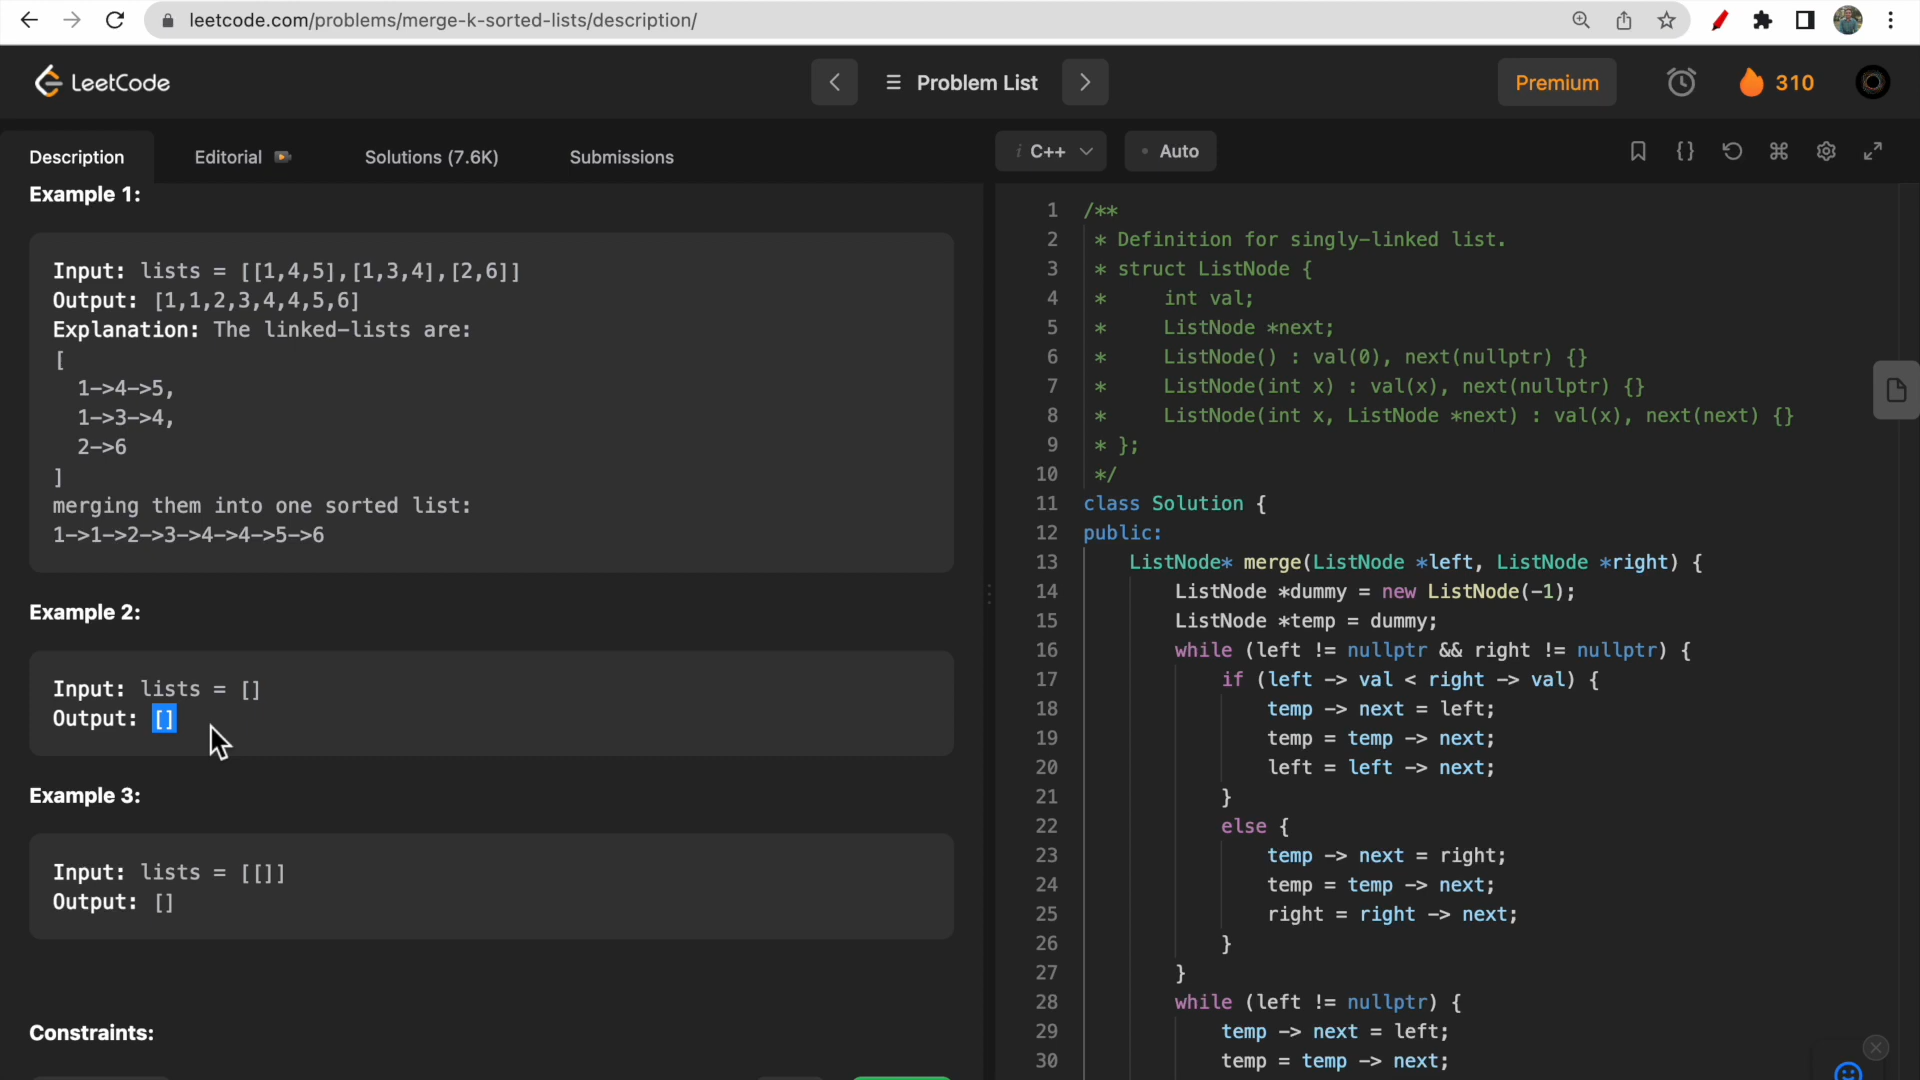 leetcode.com/problems/merge-k-sorted-lists/description/
LeetCode
Problem List
Premium
310
Description
Editorial
Solutions (7.6K)
Submissions
Example 1:
Input: lists = [[1,4,5],[1,3,4],[2,6]]
Output: [1,1,2,3,4,4,5,6]
Explanation: The linked-lists are:
[
  1->4->5,
  1->3->4,
  2->6
]
merging them into one sorted list:
1->1->2->3->4->4->5->6
Example 2:
Input: lists = []
Output: []
Example 3:
Input: lists = [[]]
Output: []
Constraints:
i C++
Auto
1 /**
2  * Definition for singly-linked list.
3  * struct ListNode {
4  *     int val;
5  *     ListNode *next;
6  *     ListNode() : val(0), next(nullptr) {}
7  *     ListNode(int x) : val(x), next(nullptr) {}
8  *     ListNode(int x, ListNode *next) : val(x), next(next) {}
9  * };
10  */
11 class Solution {
12 public:
13     ListNode* merge(ListNode *left, ListNode *right) {
14         ListNode *dummy = new ListNode(-1);
15         ListNode *temp = dummy;
16         while (left != nullptr && right != nullptr) {
17             if (left -> val < right -> val) {
18                 temp -> next = left;
19                 temp = temp -> next;
20                 left = left -> next;
21             }
22             else {
23                 temp -> next = right;
24                 temp = temp -> next;
25                 right = right -> next;
26             }
27         }
28         while (left != nullptr) {
29             temp -> next = left;
30             temp = temp -> next;